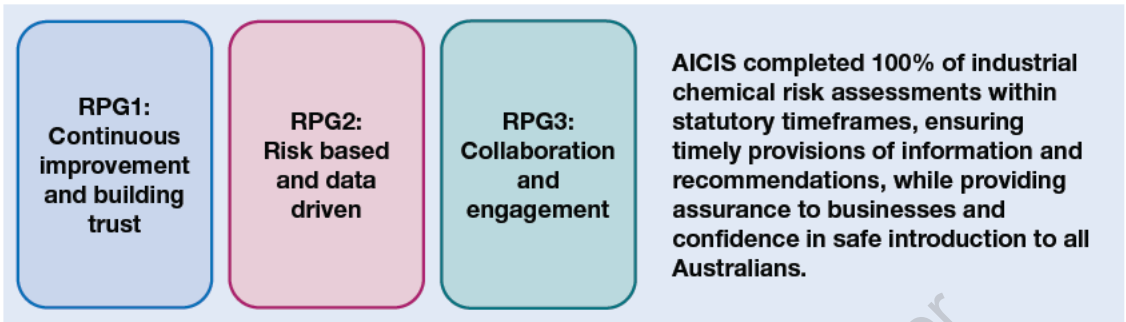 RPG1:
Continuous
improvement
and building
trust
RPG2:
Risk based
and data
driven
RPG3:
Collaboration
and
engagement
AICIS completed 100% of industrial
chemical risk assessments within
statutory timeframes, ensuring
timely provisions of information and
recommendations, while providing
assurance to businesses and
confidence in safe introduction to all
Australians.